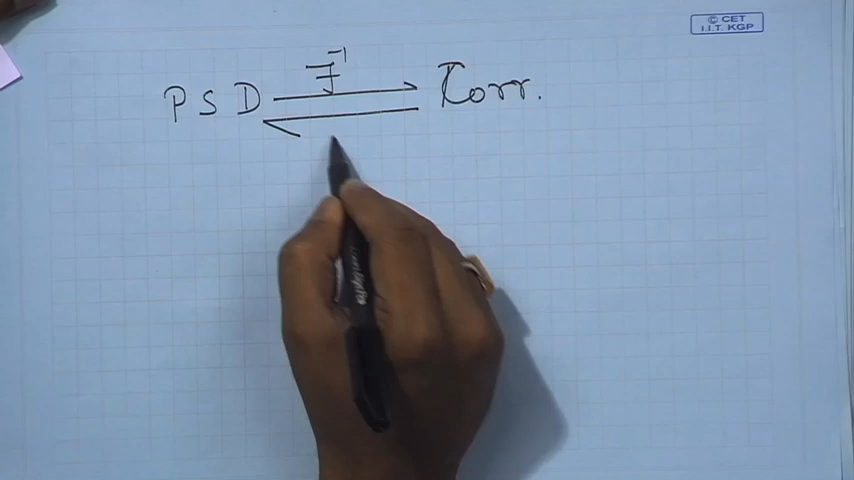 © CET
I.I.T. KGP
F⁻¹
PSD ⇌ Corr.